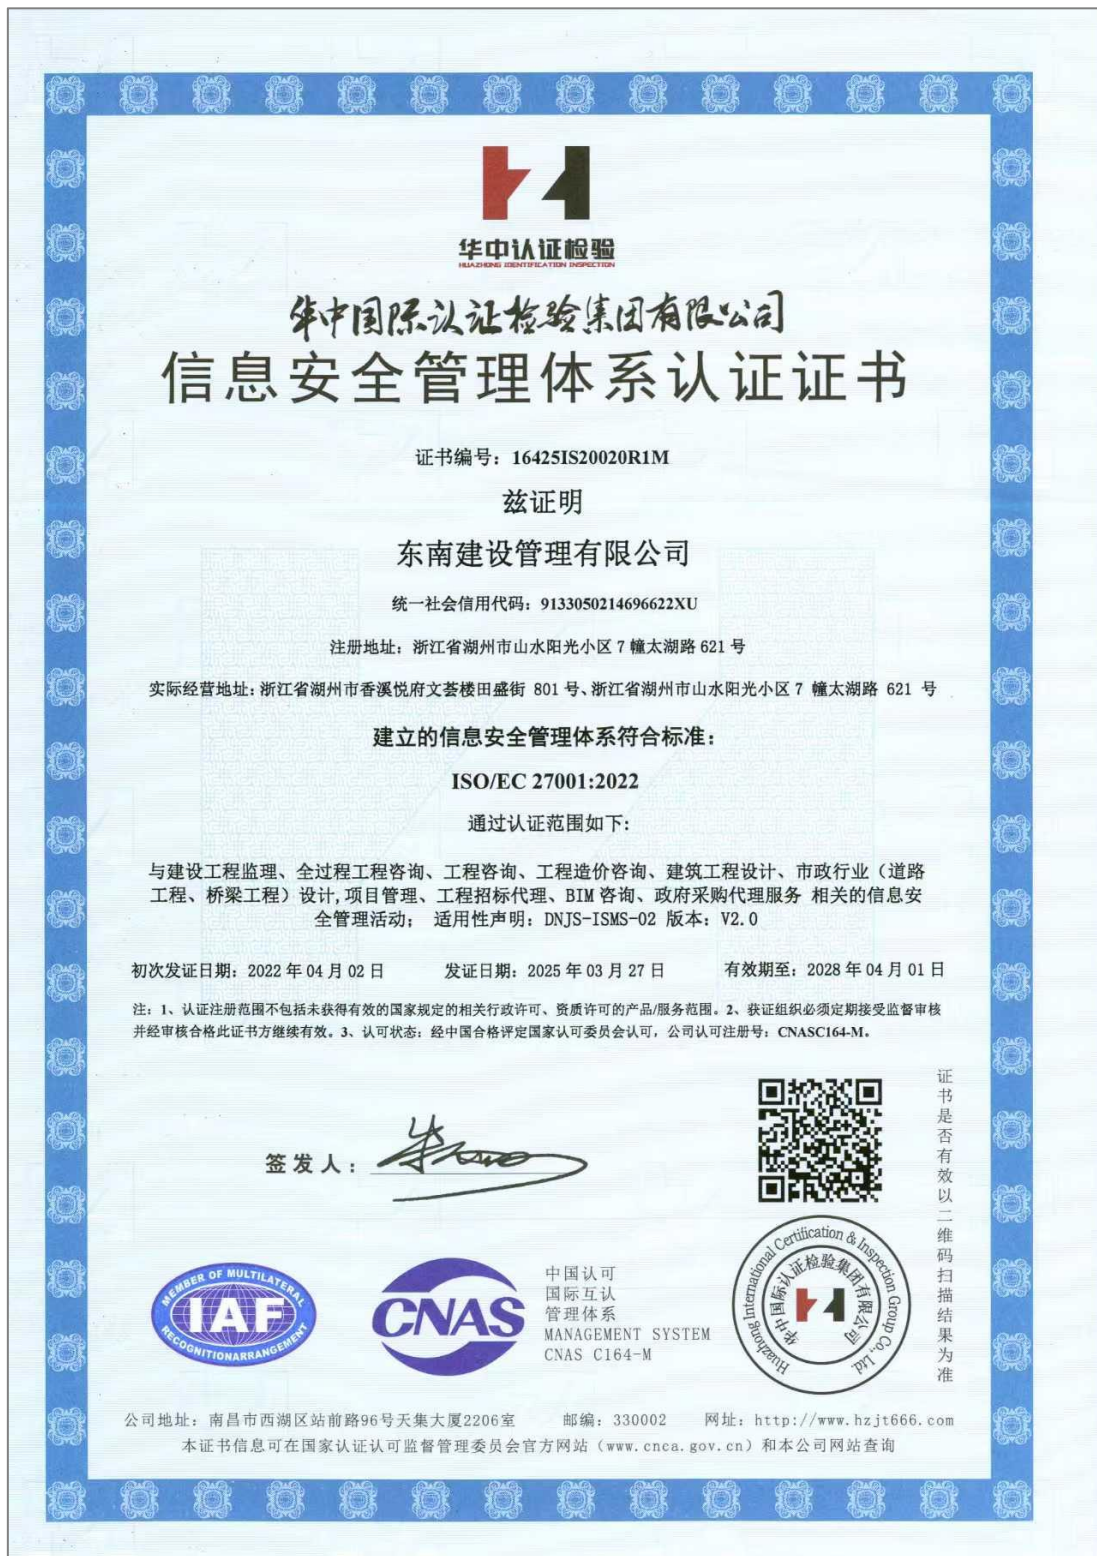 华中认证检验
HUAZHONG IDENTIFICATION INSPECTION
华中国际认证检验集团有限公司
信息安全管理体系认证证书
证书编号：16425IS20020R1M
兹证明
东南建设管理有限公司
统一社会信用代码：9133050214696622XU
注册地址：浙江省湖州市山水阳光小区 7 幢太湖路 621 号
实际经营地址：浙江省湖州市香溪悦府文荟楼田盛街 801 号、浙江省湖州市山水阳光小区 7 幢太湖路 621 号
建立的信息安全管理体系符合标准：
ISO/EC 27001:2022
通过认证范围如下：
与建设工程监理、全过程工程咨询、工程咨询、工程造价咨询、建筑工程设计、市政行业（道路
工程、桥梁工程）设计,项目管理、工程招标代理、BIM 咨询、政府采购代理服务 相关的信息安
全管理活动； 适用性声明：DNJS-ISMS-02 版本：V2.0
初次发证日期：2022 年 04 月 02 日 发证日期：2025 年 03 月 27 日 有效期至：2028 年 04 月 01 日
注：1、认证注册范围不包括未获得有效的国家规定的相关行政许可、资质许可的产品/服务范围。2、获证组织必须定期接受监督审核
并经审核合格此证书方继续有效。3、认可状态：经中国合格评定国家认可委员会认可，公司认可注册号：CNASC164-M。
证书是否有效以二维码扫描结果为准
签发人：
MEMBER OF MULTILATERAL
IAF
RECOGNITIONARRANGEMENT
CNAS
中国认可
国际互认
管理体系
MANAGEMENT SYSTEM
CNAS C164-M
Huazhong International Certification & Inspection Group Co., Ltd.
华中国际认证检验集团有限公司
公司地址：南昌市西湖区站前路96号天集大厦2206室 邮编：330002 网址：http://www.hzjt666.com
本证书信息可在国家认证认可监督管理委员会官方网站（www.cnca.gov.cn）和本公司网站查询